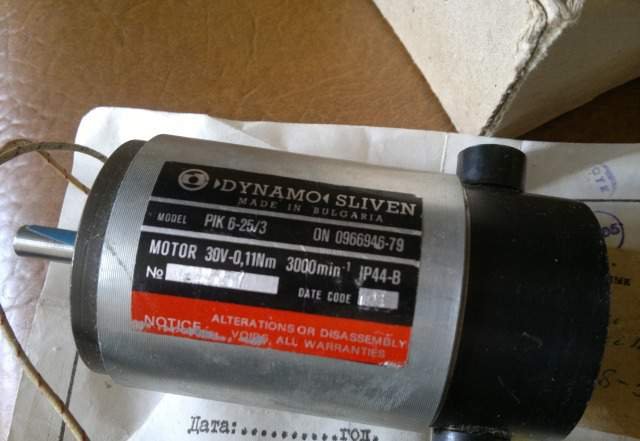 DYNAMO SLIVEN
MADE IN BULGARIA
MODEL PIK 6-25/3 ON 0966946-79
MOTOR 30V-0,11Nm 3000min-1 IP44-B
No DATE CODE
NOTICE ALTERATIONS OR DISASSEMBLY
VOIDS ALL WARRANTIES
Дата:..........год.